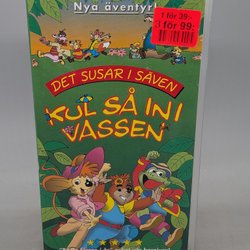 Nya äventyr
1 för 39:-
3 för 99:-
DET SUSAR I SÄVEN
KUL SÅ IN I
VASSEN